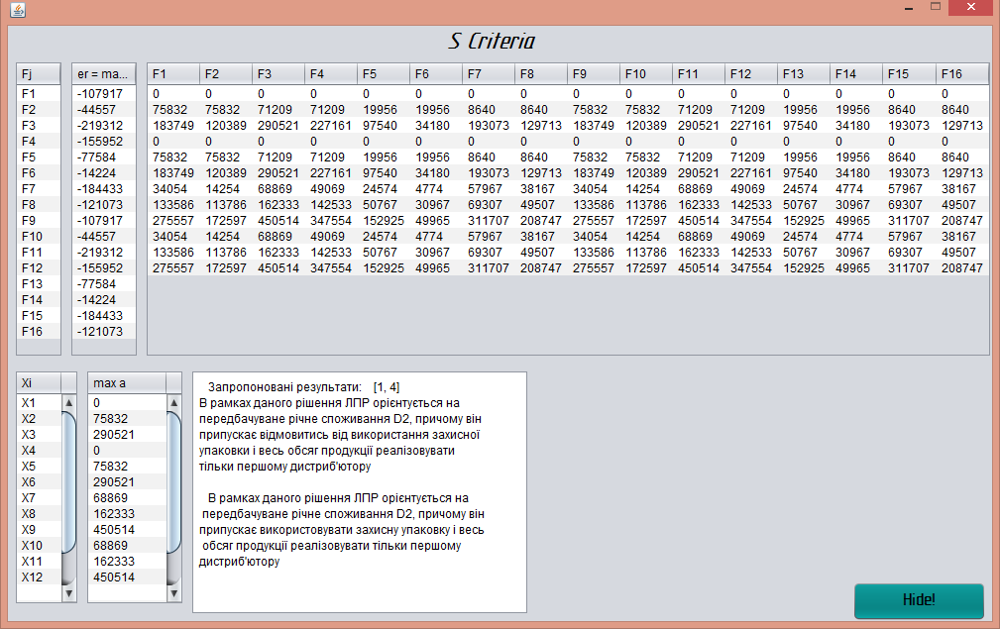 S Criteria
Fj er = ma... F1 F2 F3 F4 F5 F6 F7 F8 F9 F10 F11 F12 F13 F14 F15 F16
F1 -107917 0 0 0 0 0 0 0 0 0 0 0 0 0 0 0 0
F2 -44557 75832 75832 71209 71209 19956 19956 8640 8640 75832 75832 71209 71209 19956 19956 8640 8640
F3 -219312 183749 120389 290521 227161 97540 34180 193073 129713 183749 120389 290521 227161 97540 34180 193073 129713
F4 -155952 0 0 0 0 0 0 0 0 0 0 0 0 0 0 0 0
F5 -77584 75832 75832 71209 71209 19956 19956 8640 8640 75832 75832 71209 71209 19956 19956 8640 8640
F6 -14224 183749 120389 290521 227161 97540 34180 193073 129713 183749 120389 290521 227161 97540 34180 193073 129713
F7 -184433 34054 14254 68869 49069 24574 4774 57967 38167 34054 14254 68869 49069 24574 4774 57967 38167
F8 -121073 133586 113786 162333 142533 50767 30967 69307 49507 133586 113786 162333 142533 50767 30967 69307 49507
F9 -107917 275557 172597 450514 347554 152925 49965 311707 208747 275557 172597 450514 347554 152925 49965 311707 208747
F10 -44557 34054 14254 68869 49069 24574 4774 57967 38167 34054 14254 68869 49069 24574 4774 57967 38167
F11 -219312 133586 113786 162333 142533 50767 30967 69307 49507 133586 113786 162333 142533 50767 30967 69307 49507
F12 -155952 275557 172597 450514 347554 152925 49965 311707 208747 275557 172597 450514 347554 152925 49965 311707 208747
F13 -77584
F14 -14224
F15 -184433
F16 -121073
Xi max a
X1 0
X2 75832
X3 290521
X4 0
X5 75832
X6 290521
X7 68869
X8 162333
X9 450514
X10 68869
X11 162333
X12 450514
Запропоновані результати: [1, 4]
В рамках даного рішення ЛПР орієнтується на
передбачуване річне споживання D2, причому він
припускає відмовитись від використання захисної
упаковки і весь обсяг продукції реалізовувати
тільки першому дистриб'ютору
В рамках даного рішення ЛПР орієнтується на
передбачуване річне споживання D2, причому він
припускає використовувати захисну упаковку і весь
обсяг продукції реалізовувати тільки першому
дистриб'ютору
Hide!